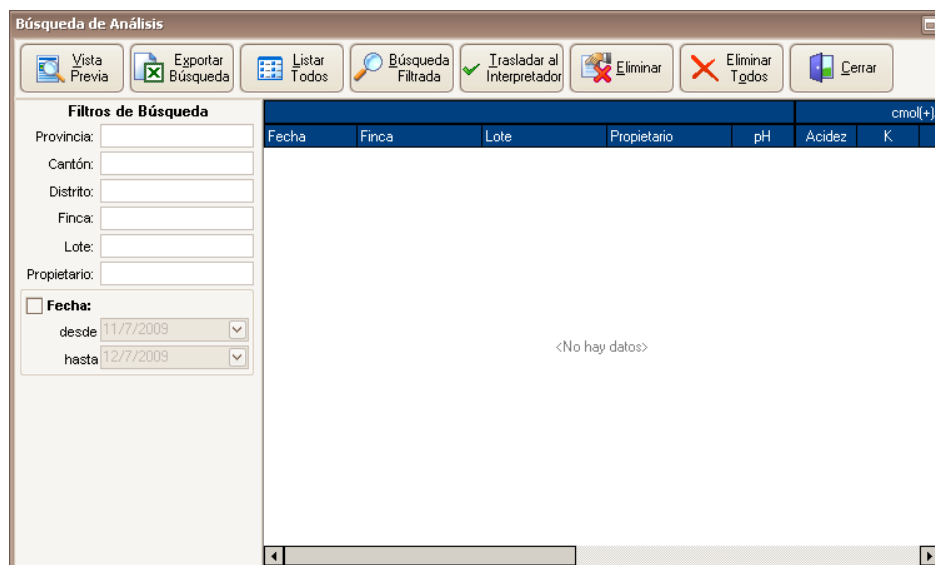 Búsqueda de Análisis
Vista
Previa
Exportar
Búsqueda
Listar
Todos
Búsqueda
Filtrada
Trasladar al
Interpretador
Eliminar
Eliminar
Todos
Cerrar
Filtros de Búsqueda
Provincia:
Cantón:
Distrito:
Finca:
Lote:
Propietario:
Fecha:
desde 11/7/2009
hasta 12/7/2009
cmol(+)
Fecha Finca Lote Propietario pH Acidez K
<No hay datos>